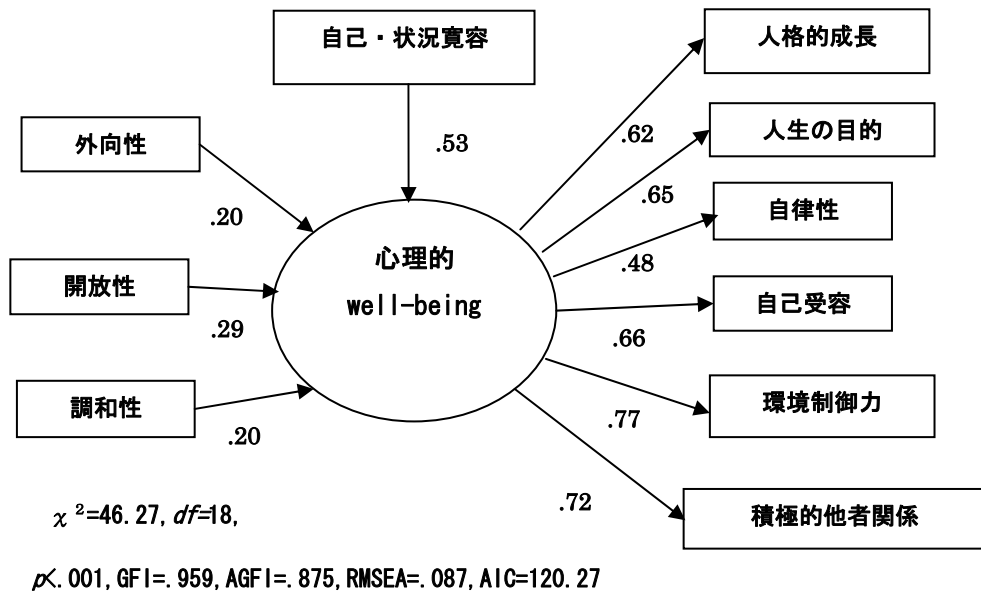 自己・状況寛容
人格的成長
外向性
.53
.62
人生の目的
.20
.65
自律性
心理的
well-being
.48
開放性
.29
自己受容
.66
調和性
.20
.77
環境制御力
.72
積極的他者関係
χ²=46.27, df=18,
p<.001, GFI=.959, AGFI=.875, RMSEA=.087, AIC=120.27